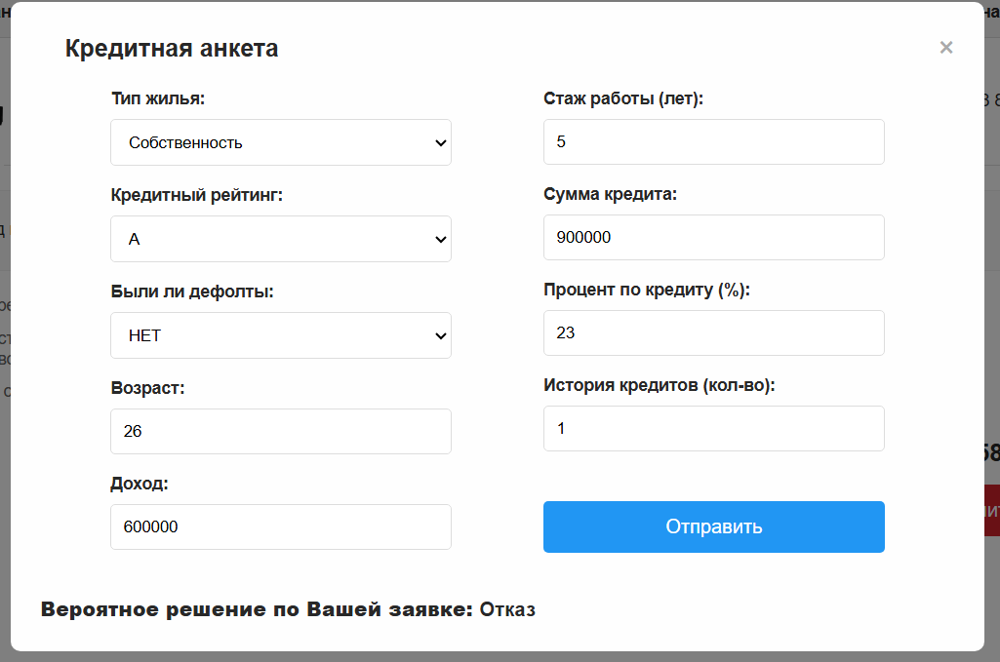 Кредитная анкета
×
Тип жилья:
Собственность
Кредитный рейтинг:
A
Были ли дефолты:
НЕТ
Возраст:
26
Доход:
600000
Стаж работы (лет):
5
Сумма кредита:
900000
Процент по кредиту (%):
23
История кредитов (кол-во):
1
Отправить
Вероятное решение по Вашей заявке: Отказ